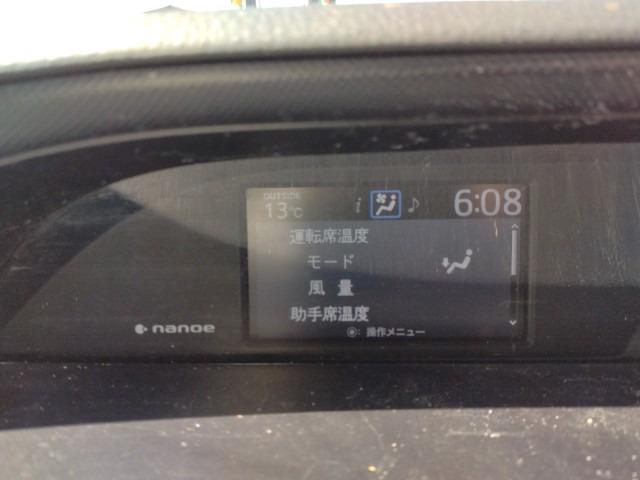 OUTSIDE
13℃
6:08
運転席温度
モード
風 量
助手席温度
◉: 操作メニュー
nanoe